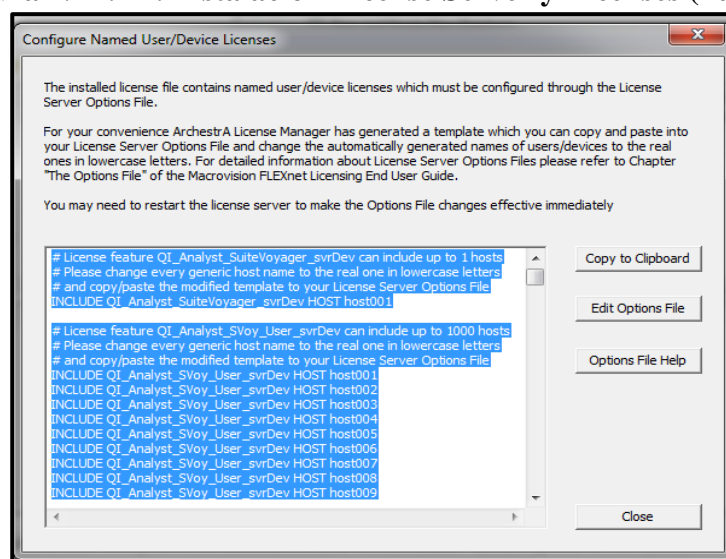 Configure Named User/Device Licenses
The installed license file contains named user/device licenses which must be configured through the License
Server Options File.
For your convenience ArchestrA License Manager has generated a template which you can copy and paste into
your License Server Options File and change the automatically generated names of users/devices to the real
ones in lowercase letters. For detailed information about License Server Options Files please refer to Chapter
"The Options File" of the Macrovision FLEXnet Licensing End User Guide.
You may need to restart the license server to make the Options File changes effective immediately
# License feature QI_Analyst_SuiteVoyager_svrDev can include up to 1 hosts
# Please change every generic host name to the real one in lowercase letters
# and copy/paste the modified template to your License Server Options File
INCLUDE QI_Analyst_SuiteVoyager_svrDev HOST host001
# License feature QI_Analyst_SVoy_User_svrDev can include up to 1000 hosts
# Please change every generic host name to the real one in lowercase letters
# and copy/paste the modified template to your License Server Options File
INCLUDE QI_Analyst_SVoy_User_svrDev HOST host001
INCLUDE QI_Analyst_SVoy_User_svrDev HOST host002
INCLUDE QI_Analyst_SVoy_User_svrDev HOST host003
INCLUDE QI_Analyst_SVoy_User_svrDev HOST host004
INCLUDE QI_Analyst_SVoy_User_svrDev HOST host005
INCLUDE QI_Analyst_SVoy_User_svrDev HOST host006
INCLUDE QI_Analyst_SVoy_User_svrDev HOST host007
INCLUDE QI_Analyst_SVoy_User_svrDev HOST host008
INCLUDE QI_Analyst_SVoy_User_svrDev HOST host009
Copy to Clipboard
Edit Options File
Options File Help
Close